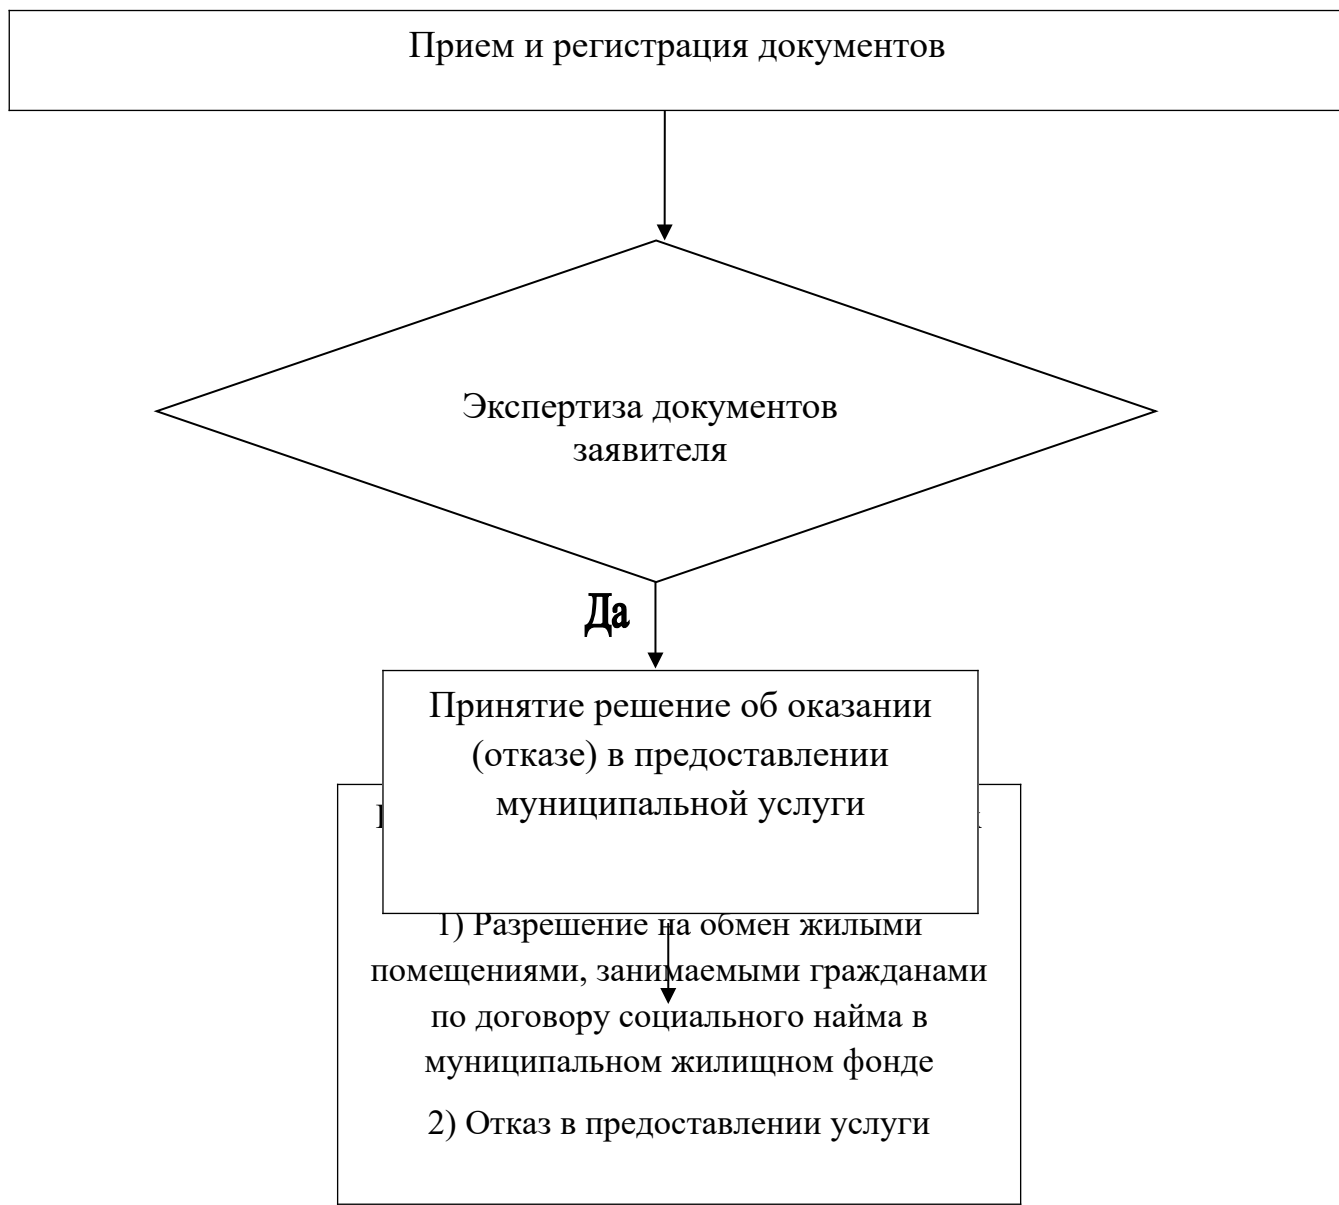 Прием и регистрация документов
Экспертиза документов
заявителя
Да
Принятие решение об оказании
(отказе) в предоставлении
муниципальной услуги
1) Разрешение на обмен жилыми
помещениями, занимаемыми гражданами
по договору социального найма в
муниципальном жилищном фонде
2) Отказ в предоставлении услуги